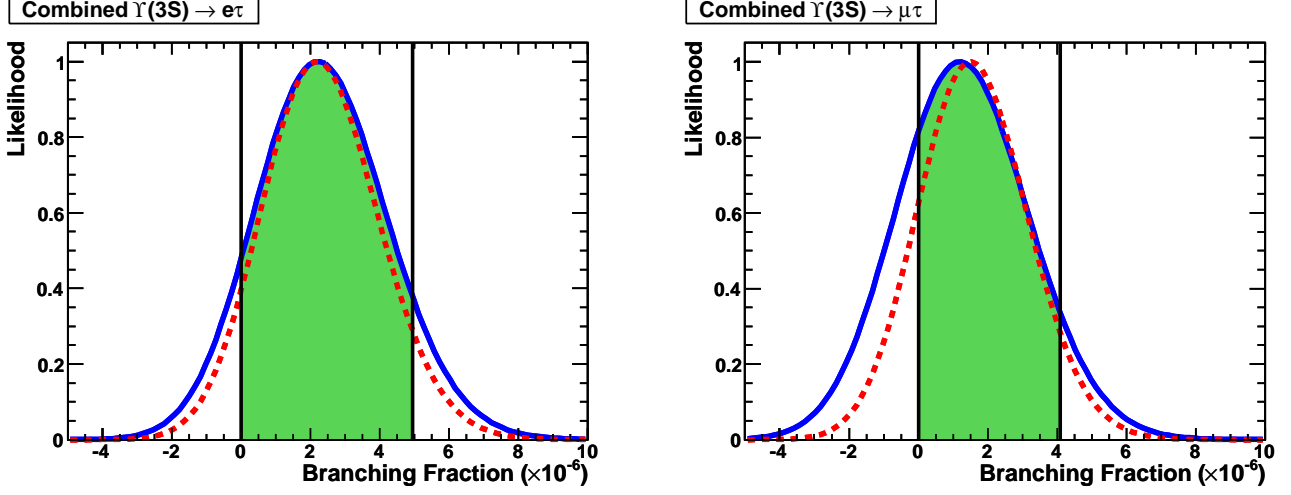 Combined ϒ(3S) → eτ
Likelihood
1
0.8
0.6
0.4
0.2
0
-4 -2 0 2 4 6 8 10
Branching Fraction (×10⁻⁶)
Combined ϒ(3S) → μτ
Likelihood
1
0.8
0.6
0.4
0.2
0
-4 -2 0 2 4 6 8 10
Branching Fraction (×10⁻⁶)